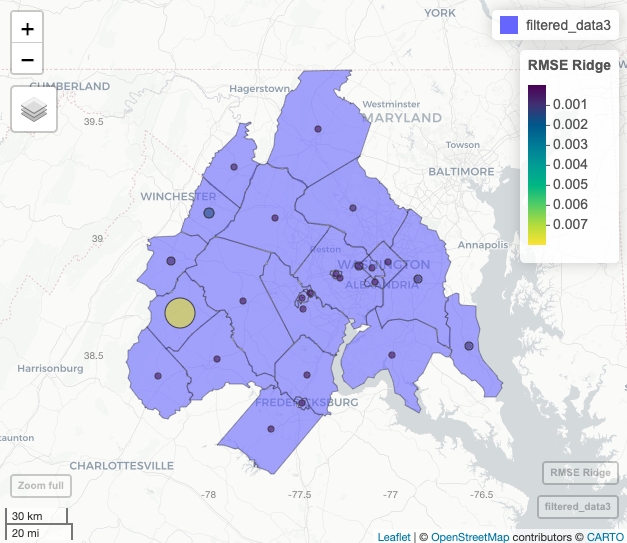 +
−
YORK
filtered_data3
CUMBERLAND
Hagerstown
Westminster
MARYLAND
39.5
Towson
BALTIMORE
RMSE Ridge
0.001
0.002
0.003
0.004
0.005
0.006
0.007
WINCHESTER
39
Reston
WASHINGTON
Annapolis
ALEXANDRIA
38.5
Harrisonburg
FREDERICKSBURG
taunton
CHARLOTTESVILLE
Zoom full
-78
-77.5
-77
-76.5
RMSE Ridge
filtered_data3
30 km
20 mi
Leaflet | © OpenStreetMap contributors © CARTO